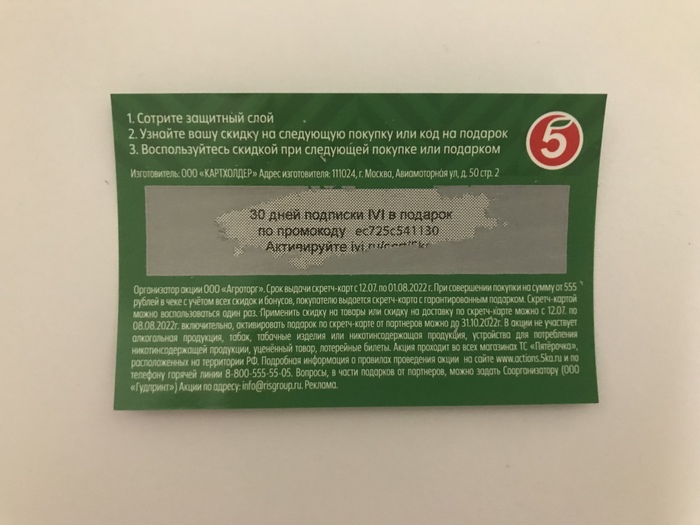 1. Сотрите защитный слой
2. Узнайте вашу скидку на следующую покупку или код на подарок
3. Воспользуйтесь скидкой при следующей покупке или подарком
5
Изготовитель: ООО «КАРТХОЛДЕР» Адрес изготовителя: 111024, г. Москва, Авиамоторная ул, д. 50 стр. 2
30 дней подписки IVI в подарок
по промокоду ec725c541130
Активируйте ivi.ru/cert/5ka
Организатор акции ООО «Агроторг». Срок выдачи скретч-карт с 12.07. по 01.08.2022 г. При совершении покупки на сумму от 555
рублей в чеке с учётом всех скидок и бонусов, покупателю выдается скретч-карта с гарантированным подарком. Скретч-картой
можно воспользоваться один раз. Применить скидку на товары или скидку на доставку по скретч-карте можно с 12.07. по
08.08.2022г. включительно, активировать подарок по скретч-карте от партнеров можно до 31.10.2022г. В акции не участвует
алкогольная продукция, табак, табачные изделия или никотинсодержащая продукция, устройства для потребления
никотинсодержащей продукции, уценённый товар, лотерейные билеты. Акция проходит во всех магазинах ТС «Пятёрочка»,
расположенных на территории РФ. Подробная информация о правилах проведения акции на сайте www.actions.5ka.ru и по
телефону горячей линии 8-800-555-55-05. Вопросы, в части подарков от партнеров, можно задать Соорганизатору (ООО
«Гудпринт») Акции по адресу: info@risgroup.ru. Реклама.